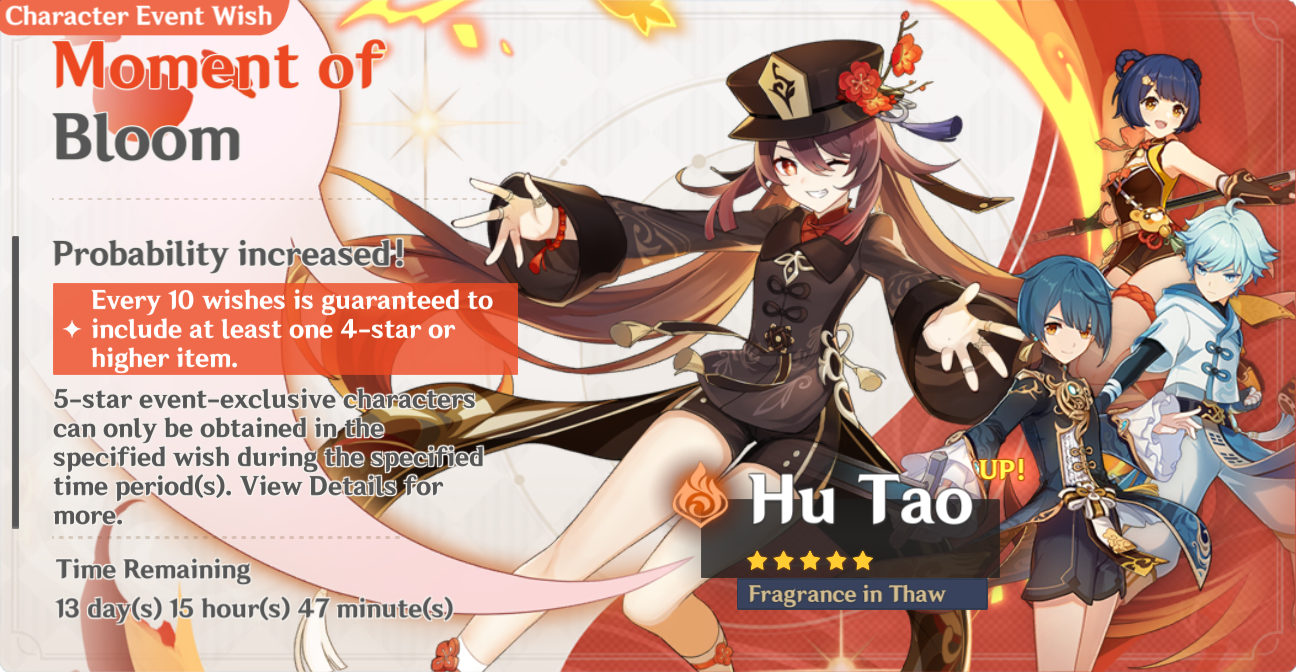 Character Event Wish
Moment of
Bloom
Probability increased!
Every 10 wishes is guaranteed to
include at least one 4-star or
higher item.
5-star event-exclusive characters
can only be obtained in the
specified wish during the specified
time period(s). View Details for
more.
Time Remaining
13 day(s) 15 hour(s) 47 minute(s)
UP!
Hu Tao
Fragrance in Thaw